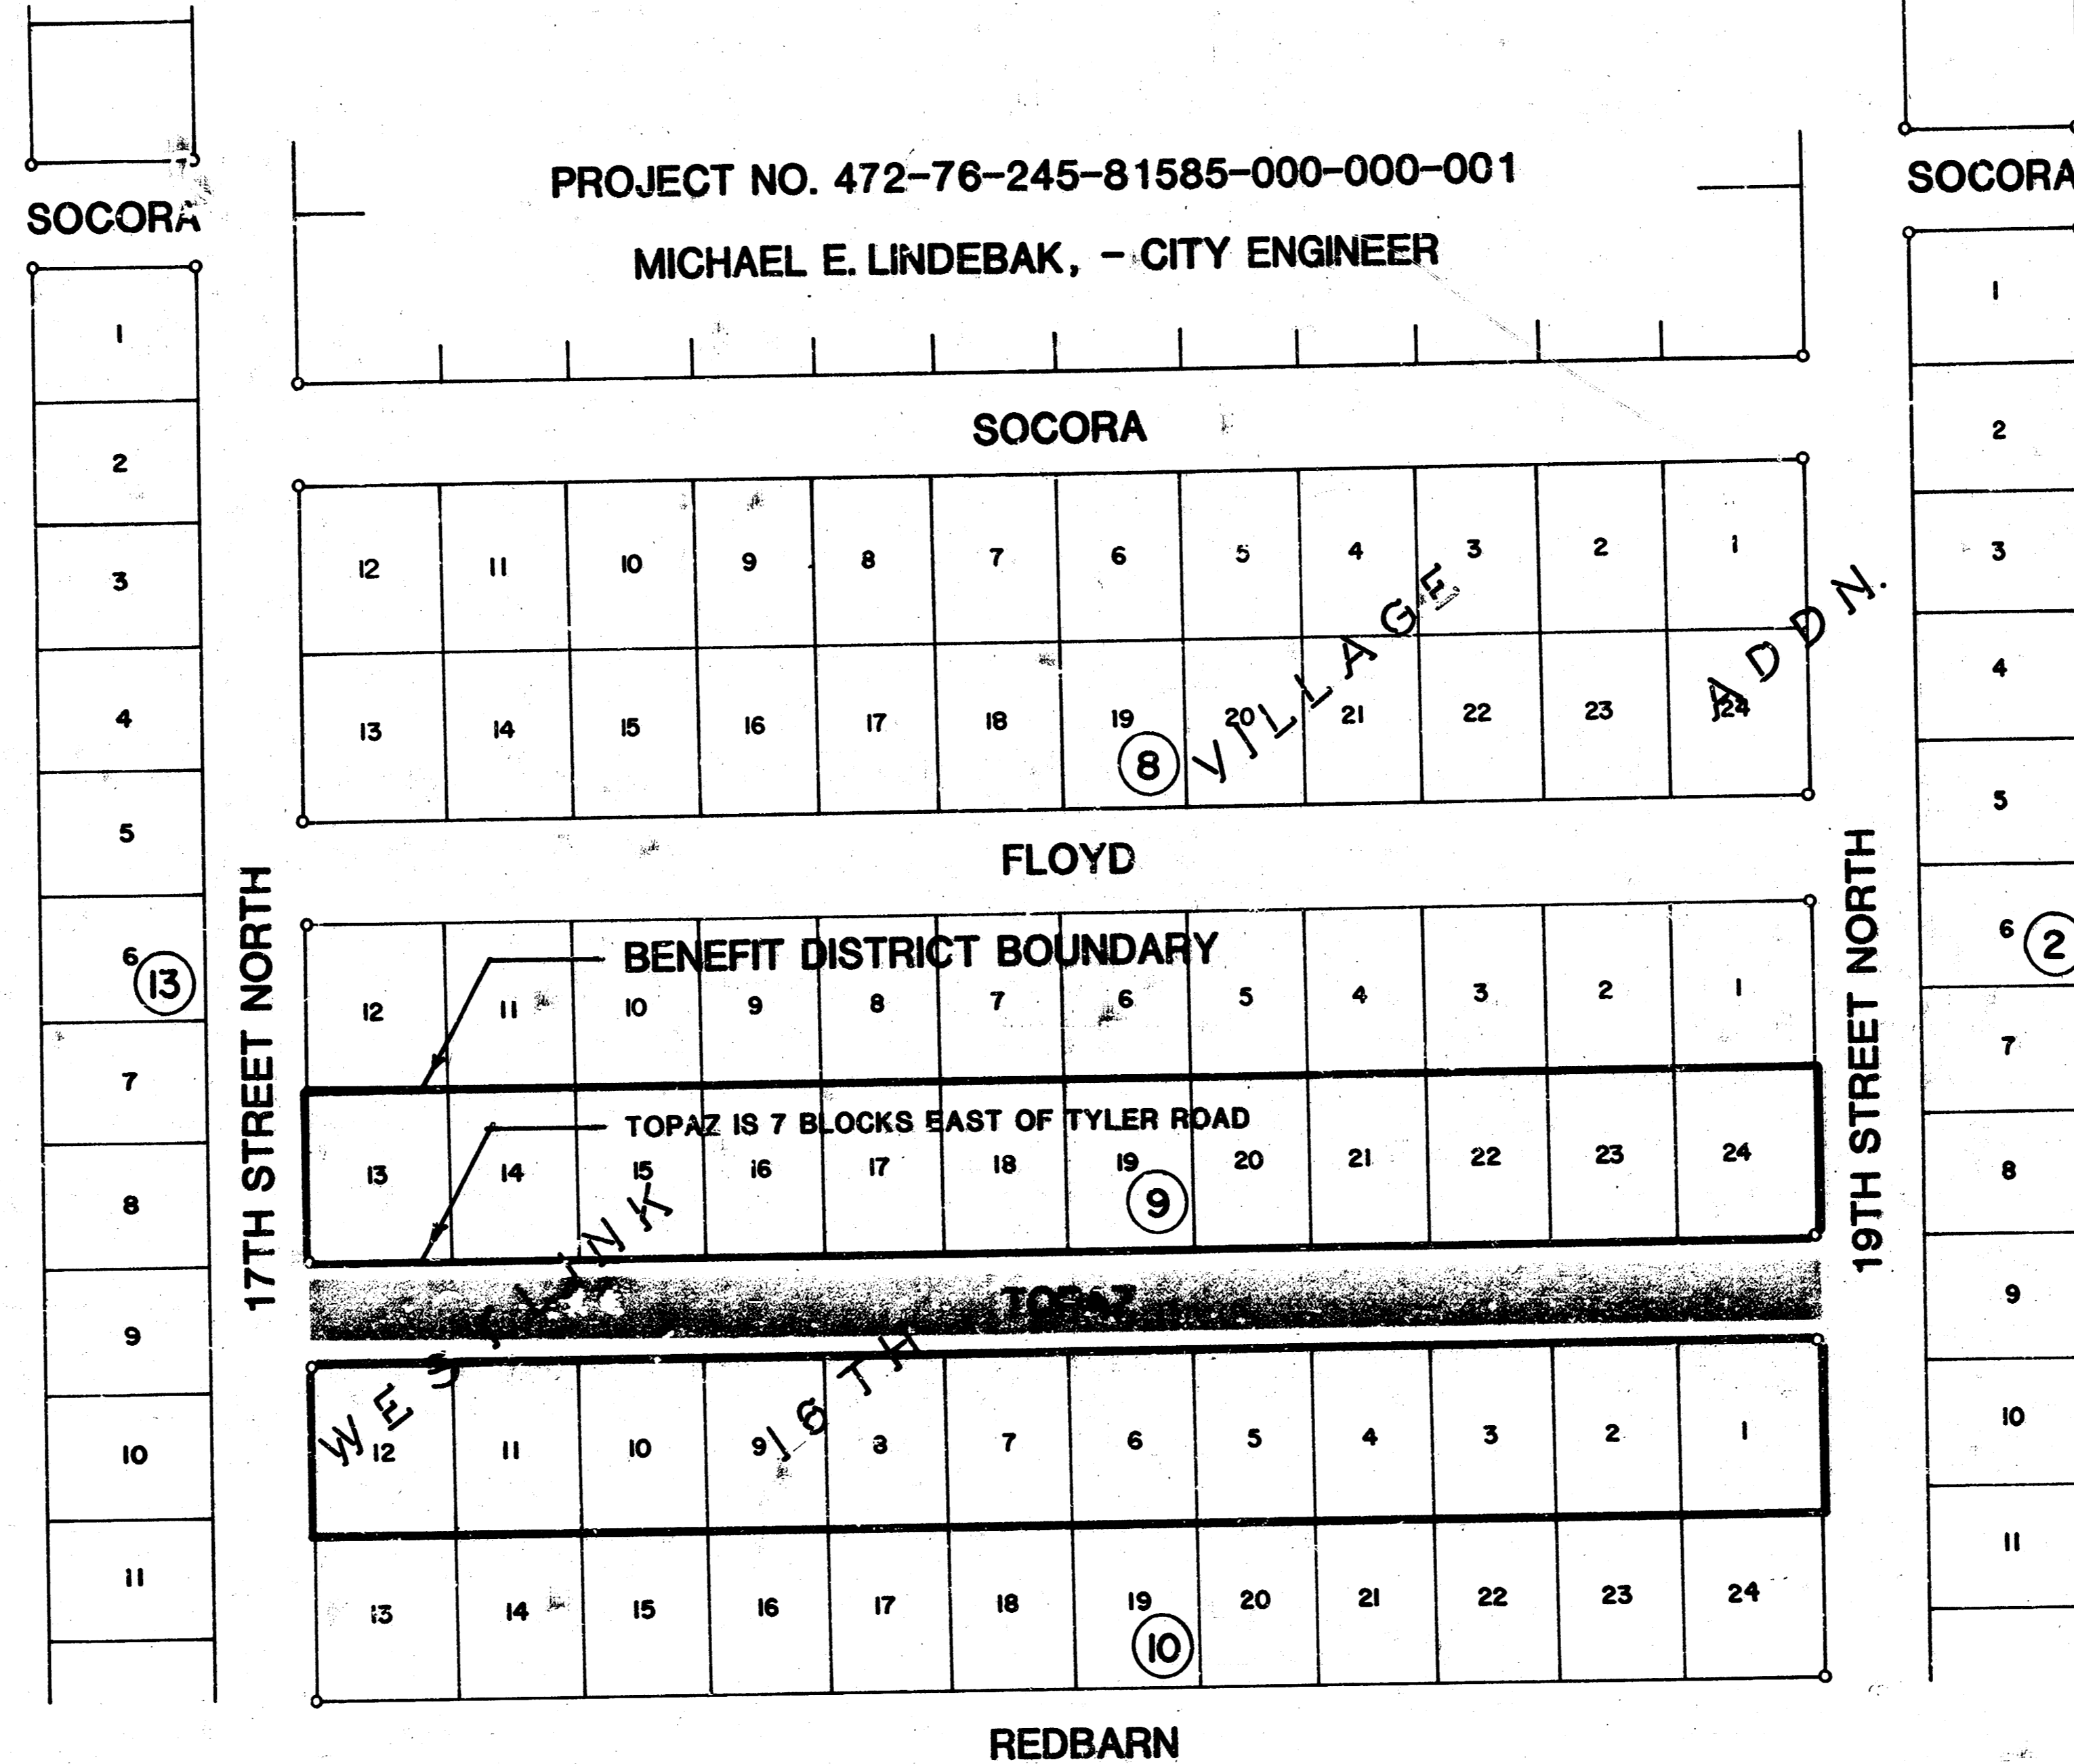 PROJECT NO. 472-76-245-81585-000-000-001
MICHAEL E. LINDEBAK, - CITY ENGINEER
SOCORA
SOCORA
SOCORA
1
2
3
4
5
6
13
7
8
9
10
11
17TH STREET NORTH
12 11 10 9 8 7 6 5 4 3 2 1
13 14 15 16 17 18 19 20 21 22 23 24
8
FLOYD
BENEFIT DISTRICT BOUNDARY
12 11 10 9 8 7 6 5 4 3 2 1
TOPAZ IS 7 BLOCKS EAST OF TYLER ROAD
13 14 15 16 17 18 19 20 21 22 23 24
9
TOPAZ
12 11 10 9 8 7 6 5 4 3 2 1
13 14 15 16 17 18 19 20 21 22 23 24
10
REDBARN
WESTLINK VILLAGE
18TH ADDN.
19TH STREET NORTH
1
2
3
4
5
6
2
7
8
9
10
11